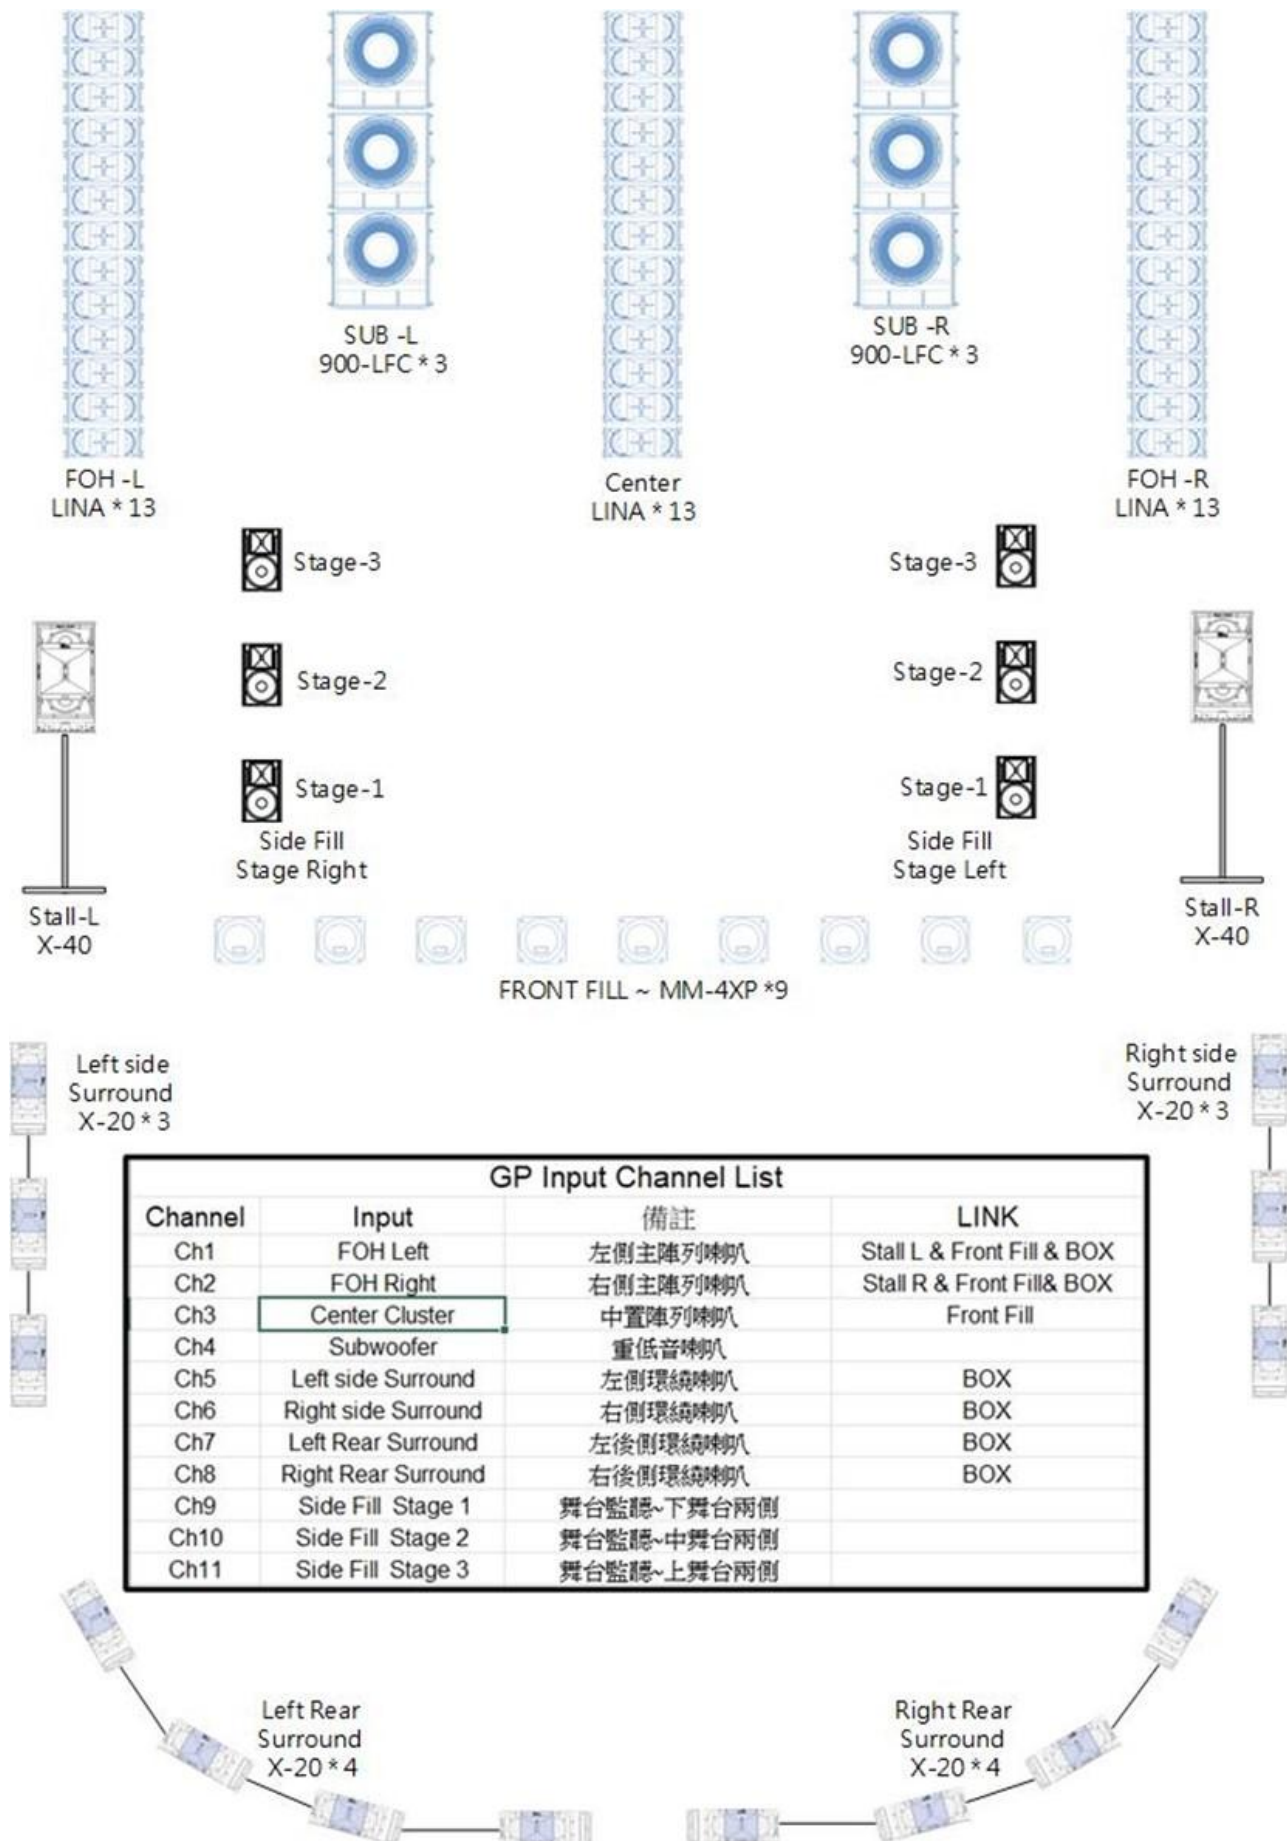 SUB -L
900-LFC * 3
SUB -R
900-LFC * 3
FOH -L
LINA * 13
Center
LINA * 13
FOH -R
LINA * 13
Stage-3
Stage-3
Stage-2
Stage-2
Stage-1
Stage-1
Side Fill
Stage Right
Side Fill
Stage Left
Stall-L
X-40
Stall-R
X-40
FRONT FILL ~ MM-4XP *9
Left side
Surround
X-20 * 3
Right side
Surround
X-20 * 3
GP Input Channel List
Channel Input 備註 LINK
Ch1 FOH Left 左側主陣列喇叭 Stall L & Front Fill & BOX
Ch2 FOH Right 右側主陣列喇叭 Stall R & Front Fill& BOX
Ch3 Center Cluster 中置陣列喇叭 Front Fill
Ch4 Subwoofer 重低音喇叭
Ch5 Left side Surround 左側環繞喇叭 BOX
Ch6 Right side Surround 右側環繞喇叭 BOX
Ch7 Left Rear Surround 左後側環繞喇叭 BOX
Ch8 Right Rear Surround 右後側環繞喇叭 BOX
Ch9 Side Fill Stage 1 舞台監聽~下舞台兩側
Ch10 Side Fill Stage 2 舞台監聽~中舞台兩側
Ch11 Side Fill Stage 3 舞台監聽~上舞台兩側
Left Rear
Surround
X-20 * 4
Right Rear
Surround
X-20 * 4